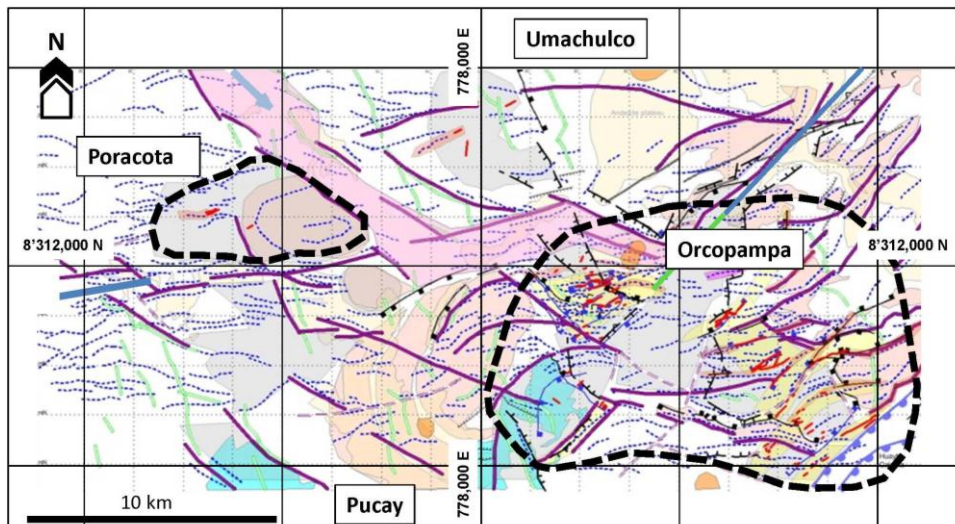 N
Umachulco
778,000 E
Poracota
Orcopampa
8'312,000 N
8'312,000 N
10 km
Pucay
778,000 E